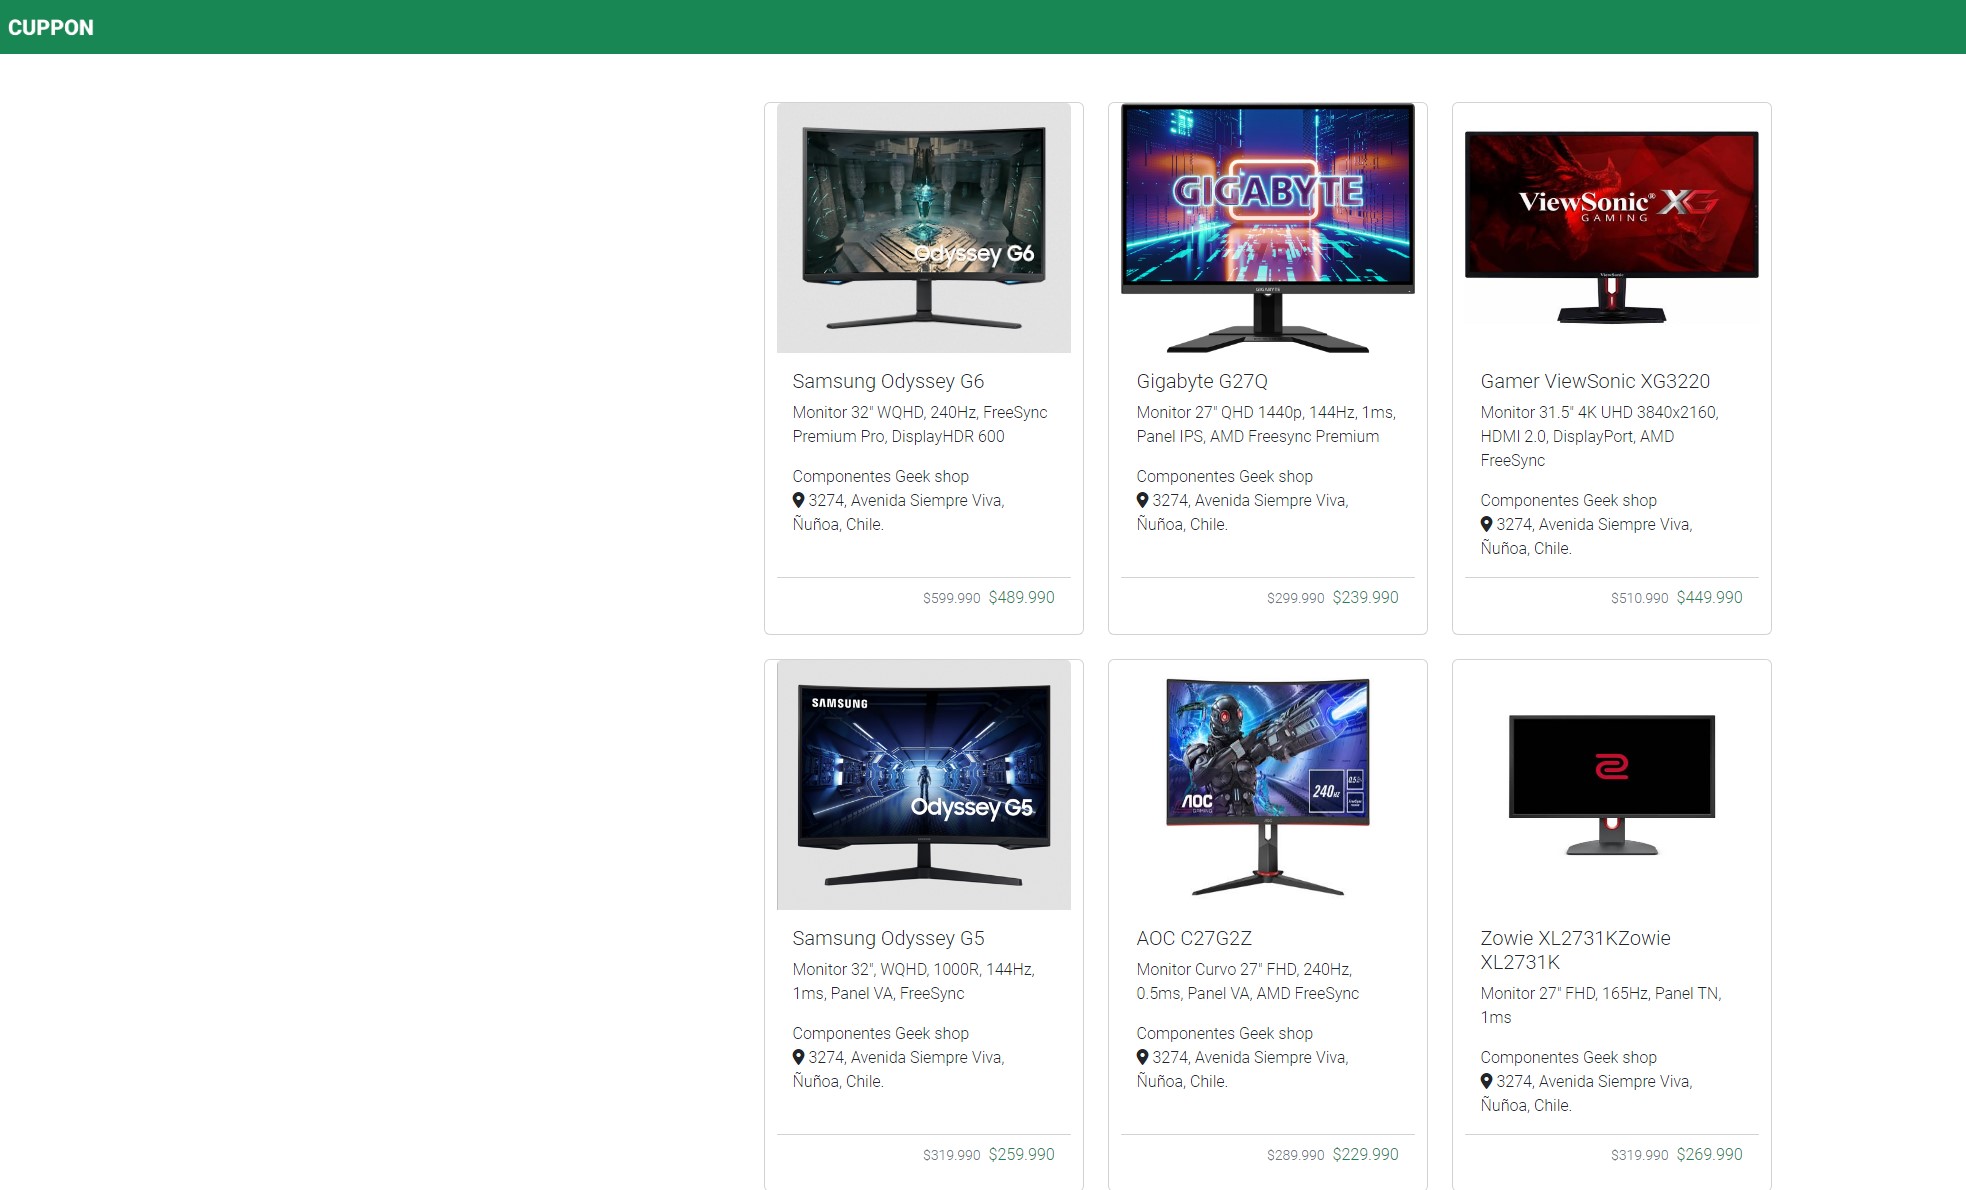 CUPPON
Odyssey G6
GIGABYTE
GIGABYTE
ViewSonic® XG
GAMING
ViewSonic
Samsung Odyssey G6
Monitor 32" WQHD, 240Hz, FreeSync
Premium Pro, DisplayHDR 600
Componentes Geek shop
3274, Avenida Siempre Viva,
Ñuñoa, Chile.
$599.990 $489.990
Gigabyte G27Q
Monitor 27" QHD 1440p, 144Hz, 1ms,
Panel IPS, AMD Freesync Premium
Componentes Geek shop
3274, Avenida Siempre Viva,
Ñuñoa, Chile.
$299.990 $239.990
Gamer ViewSonic XG3220
Monitor 31.5" 4K UHD 3840x2160,
HDMI 2.0, DisplayPort, AMD
FreeSync
Componentes Geek shop
3274, Avenida Siempre Viva,
Ñuñoa, Chile.
$510.990 $449.990
SAMSUNG
Odyssey G5
240Hz
AOC
GAMING
Samsung Odyssey G5
Monitor 32", WQHD, 1000R, 144Hz,
1ms, Panel VA, FreeSync
Componentes Geek shop
3274, Avenida Siempre Viva,
Ñuñoa, Chile.
$319.990 $259.990
AOC C27G2Z
Monitor Curvo 27" FHD, 240Hz,
0.5ms, Panel VA, AMD FreeSync
Componentes Geek shop
3274, Avenida Siempre Viva,
Ñuñoa, Chile.
$289.990 $229.990
Zowie XL2731KZowie
XL2731K
Monitor 27" FHD, 165Hz, Panel TN,
1ms
Componentes Geek shop
3274, Avenida Siempre Viva,
Ñuñoa, Chile.
$319.990 $269.990